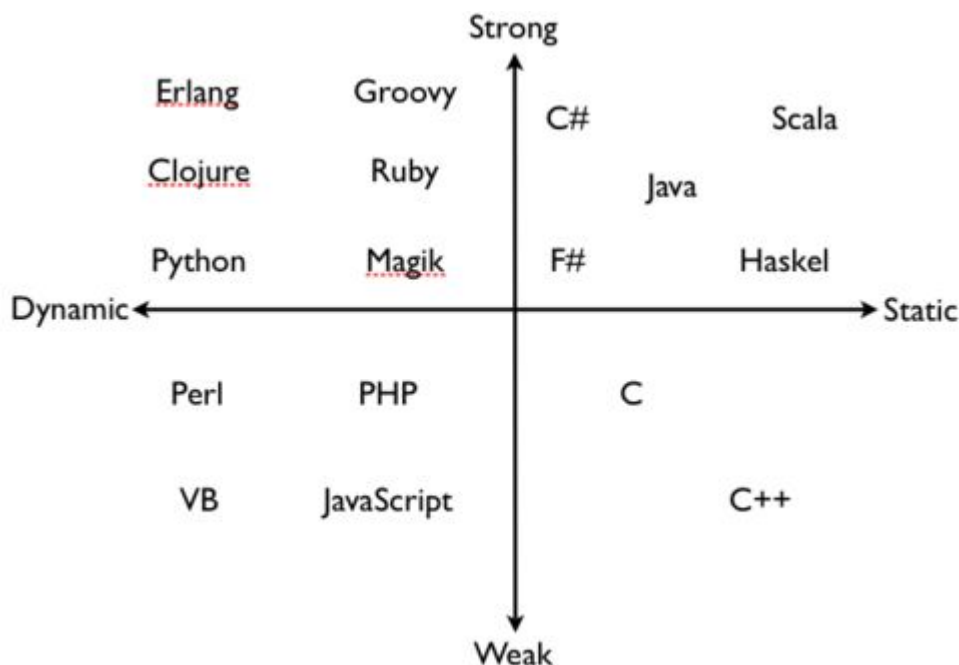 Strong
Erlang Groovy
C# Scala
Clojure Ruby
Java
Python Magik F# Haskel
Dynamic Static
Perl PHP C
VB JavaScript C++
Weak